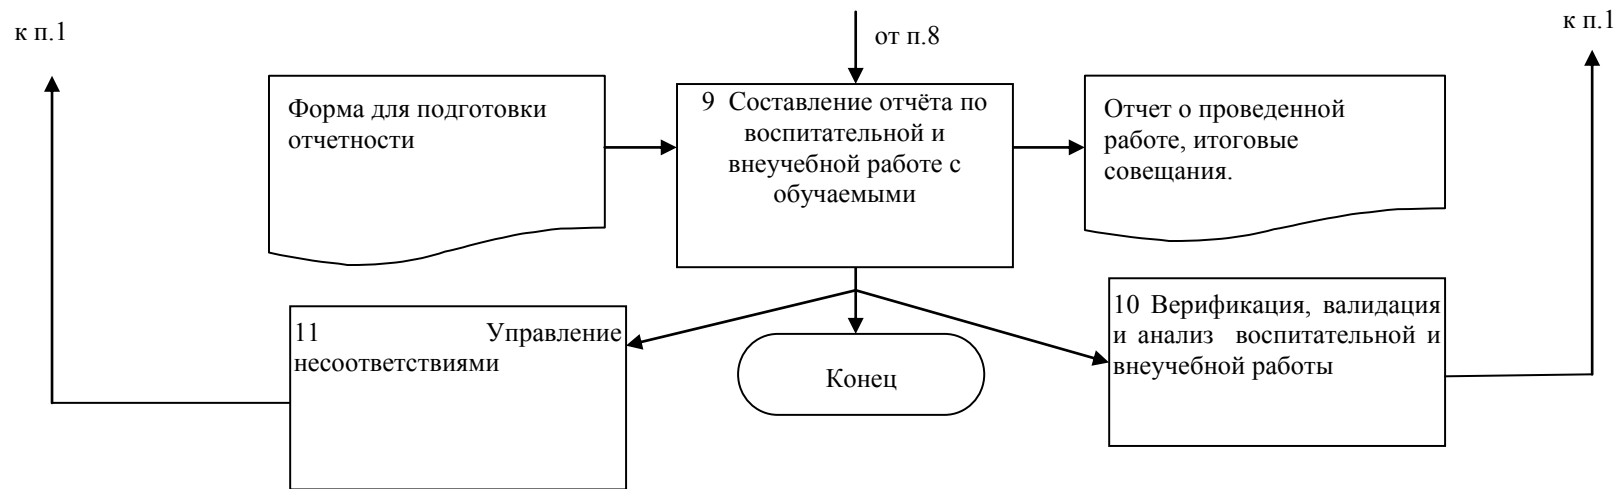 к п.1
от п.8
к п.1
Форма для подготовки
отчетности
9 Составление отчёта по
воспитательной и
внеучебной работе с
обучаемыми
Отчет о проведенной
работе, итоговые
совещания.
11 Управление
несоответствиями
Конец
10 Верификация, валидация
и анализ воспитательной и
внеучебной работы